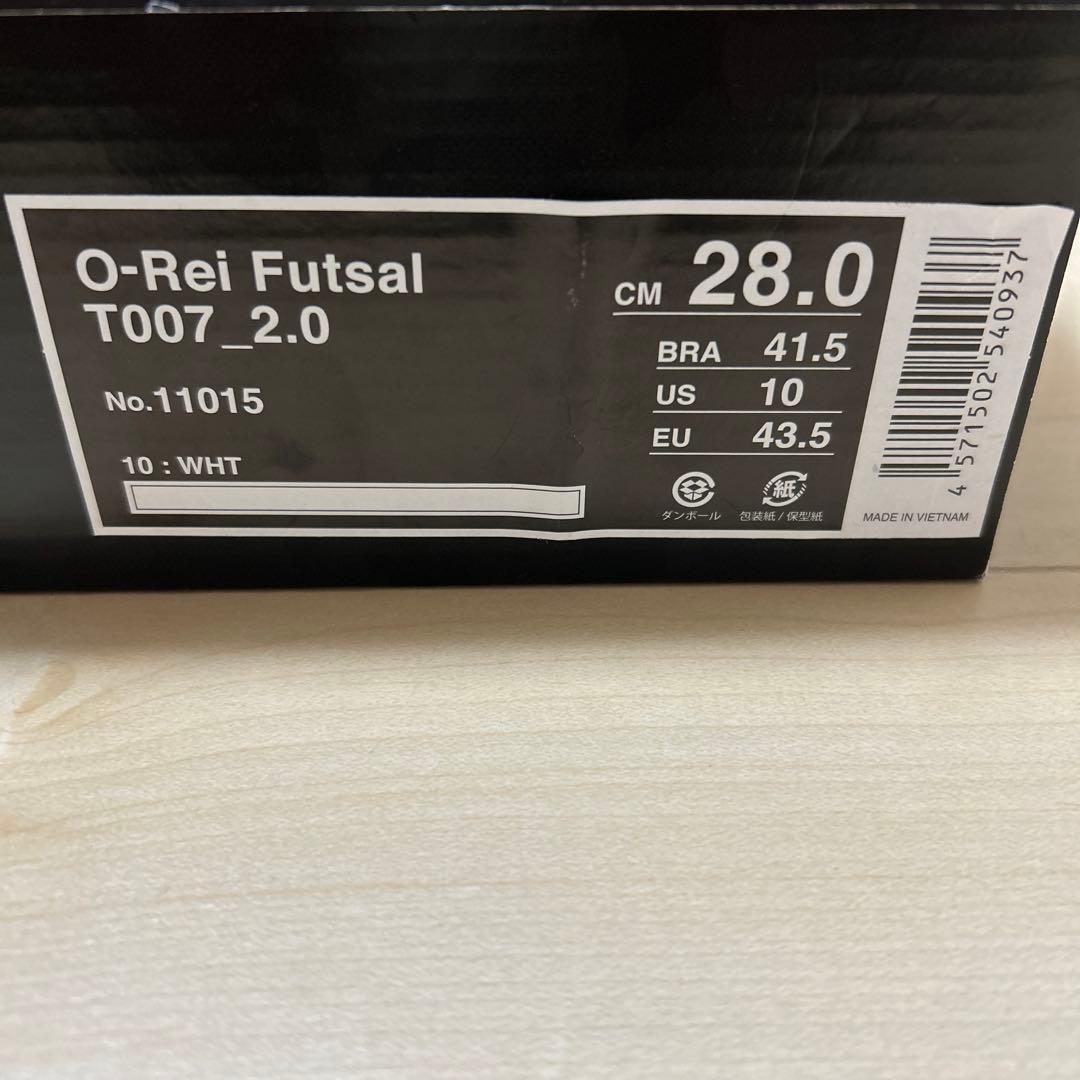 O-Rei Futsal
T007_2.0
No.11015
10 : WHT
CM 28.0
BRA 41.5
US 10
EU 43.5
紙
ダンボール 包装紙 / 保型紙
4 571502 540937
MADE IN VIETNAM